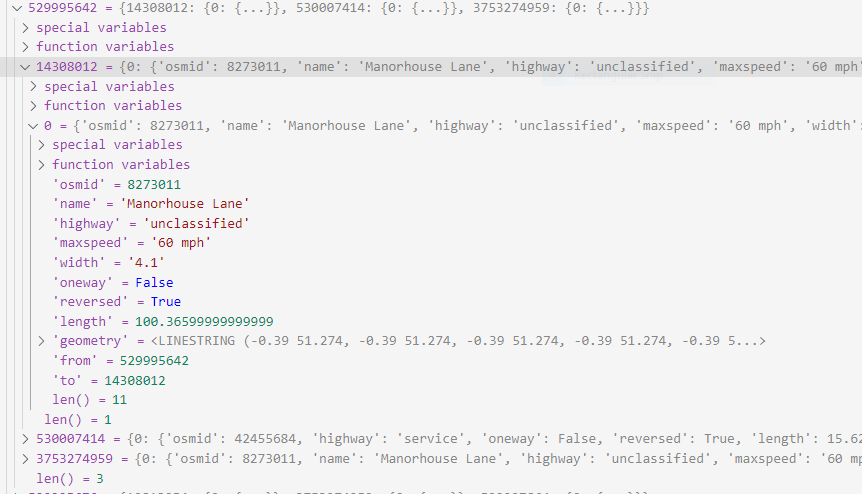 529995642 = {14308012: {0: {...}}, 530007414: {0: {...}}, 3753274959: {0: {...}}}
special variables
function variables
14308012 = {0: {'osmid': 8273011, 'name': 'Manorhouse Lane', 'highway': 'unclassified', 'maxspeed': '60 mph'
special variables
function variables
0 = {'osmid': 8273011, 'name': 'Manorhouse Lane', 'highway': 'unclassified', 'maxspeed': '60 mph', 'width':
special variables
function variables
'osmid' = 8273011
'name' = 'Manorhouse Lane'
'highway' = 'unclassified'
'maxspeed' = '60 mph'
'width' = '4.1'
'oneway' = False
'reversed' = True
'length' = 100.36599999999999
'geometry' = <LINESTRING (-0.39 51.274, -0.39 51.274, -0.39 51.274, -0.39 51.274, -0.39 5...>
'from' = 529995642
'to' = 14308012
len() = 11
len() = 1
530007414 = {0: {'osmid': 42455684, 'highway': 'service', 'oneway': False, 'reversed': True, 'length': 15.62
3753274959 = {0: {'osmid': 8273011, 'name': 'Manorhouse Lane', 'highway': 'unclassified', 'maxspeed': '60 mp
len() = 3